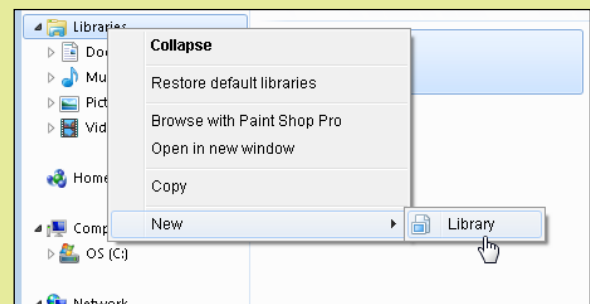 Libraries
Collapse
Restore default libraries
Browse with Paint Shop Pro
Open in new window
Copy
New
Library
OS (C:)
Network